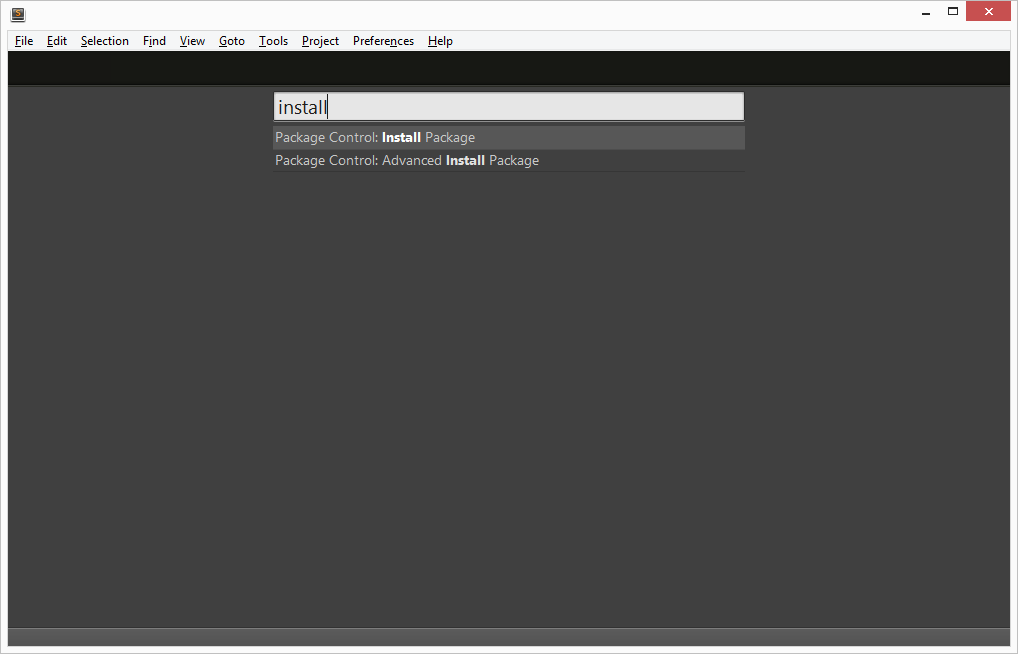 File Edit Selection Find View Goto Tools Project Preferences Help
install
Package Control: Install Package
Package Control: Advanced Install Package